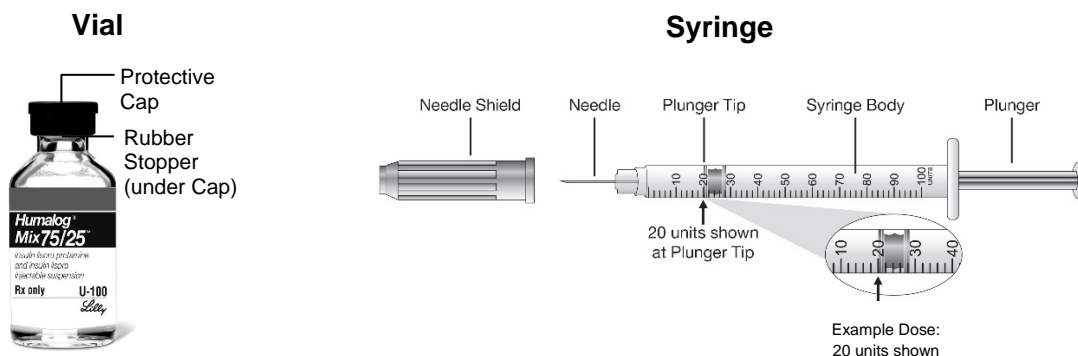 Vial
Protective
Cap
Rubber
Stopper
(under Cap)
Humalog®
Mix75/25™
insulin lispro protamine
and insulin lispro
injectable suspension
Rx only U-100
Lilly
Syringe
Needle Shield
Needle
Plunger Tip
Syringe Body
Plunger
10 20 30 40 50 60 70 80 90 100
UNITS
20 units shown
at Plunger Tip
10 20 30 40
Example Dose:
20 units shown